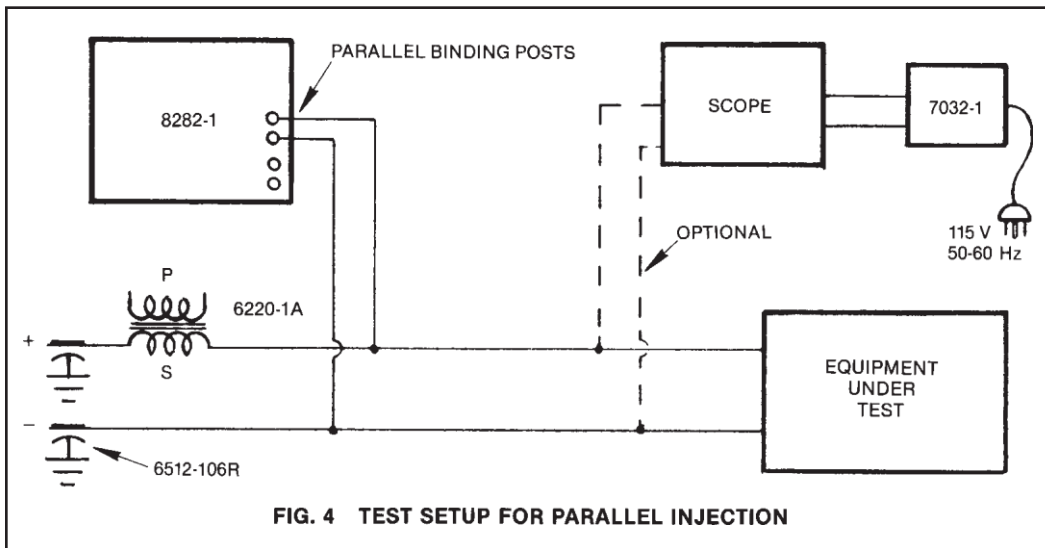 PARALLEL BINDING POSTS
8282-1
SCOPE
7032-1
115 V
50-60 Hz
OPTIONAL
P
6220-1A
+
S
EQUIPMENT
UNDER
TEST
−
6512-106R
FIG. 4 TEST SETUP FOR PARALLEL INJECTION